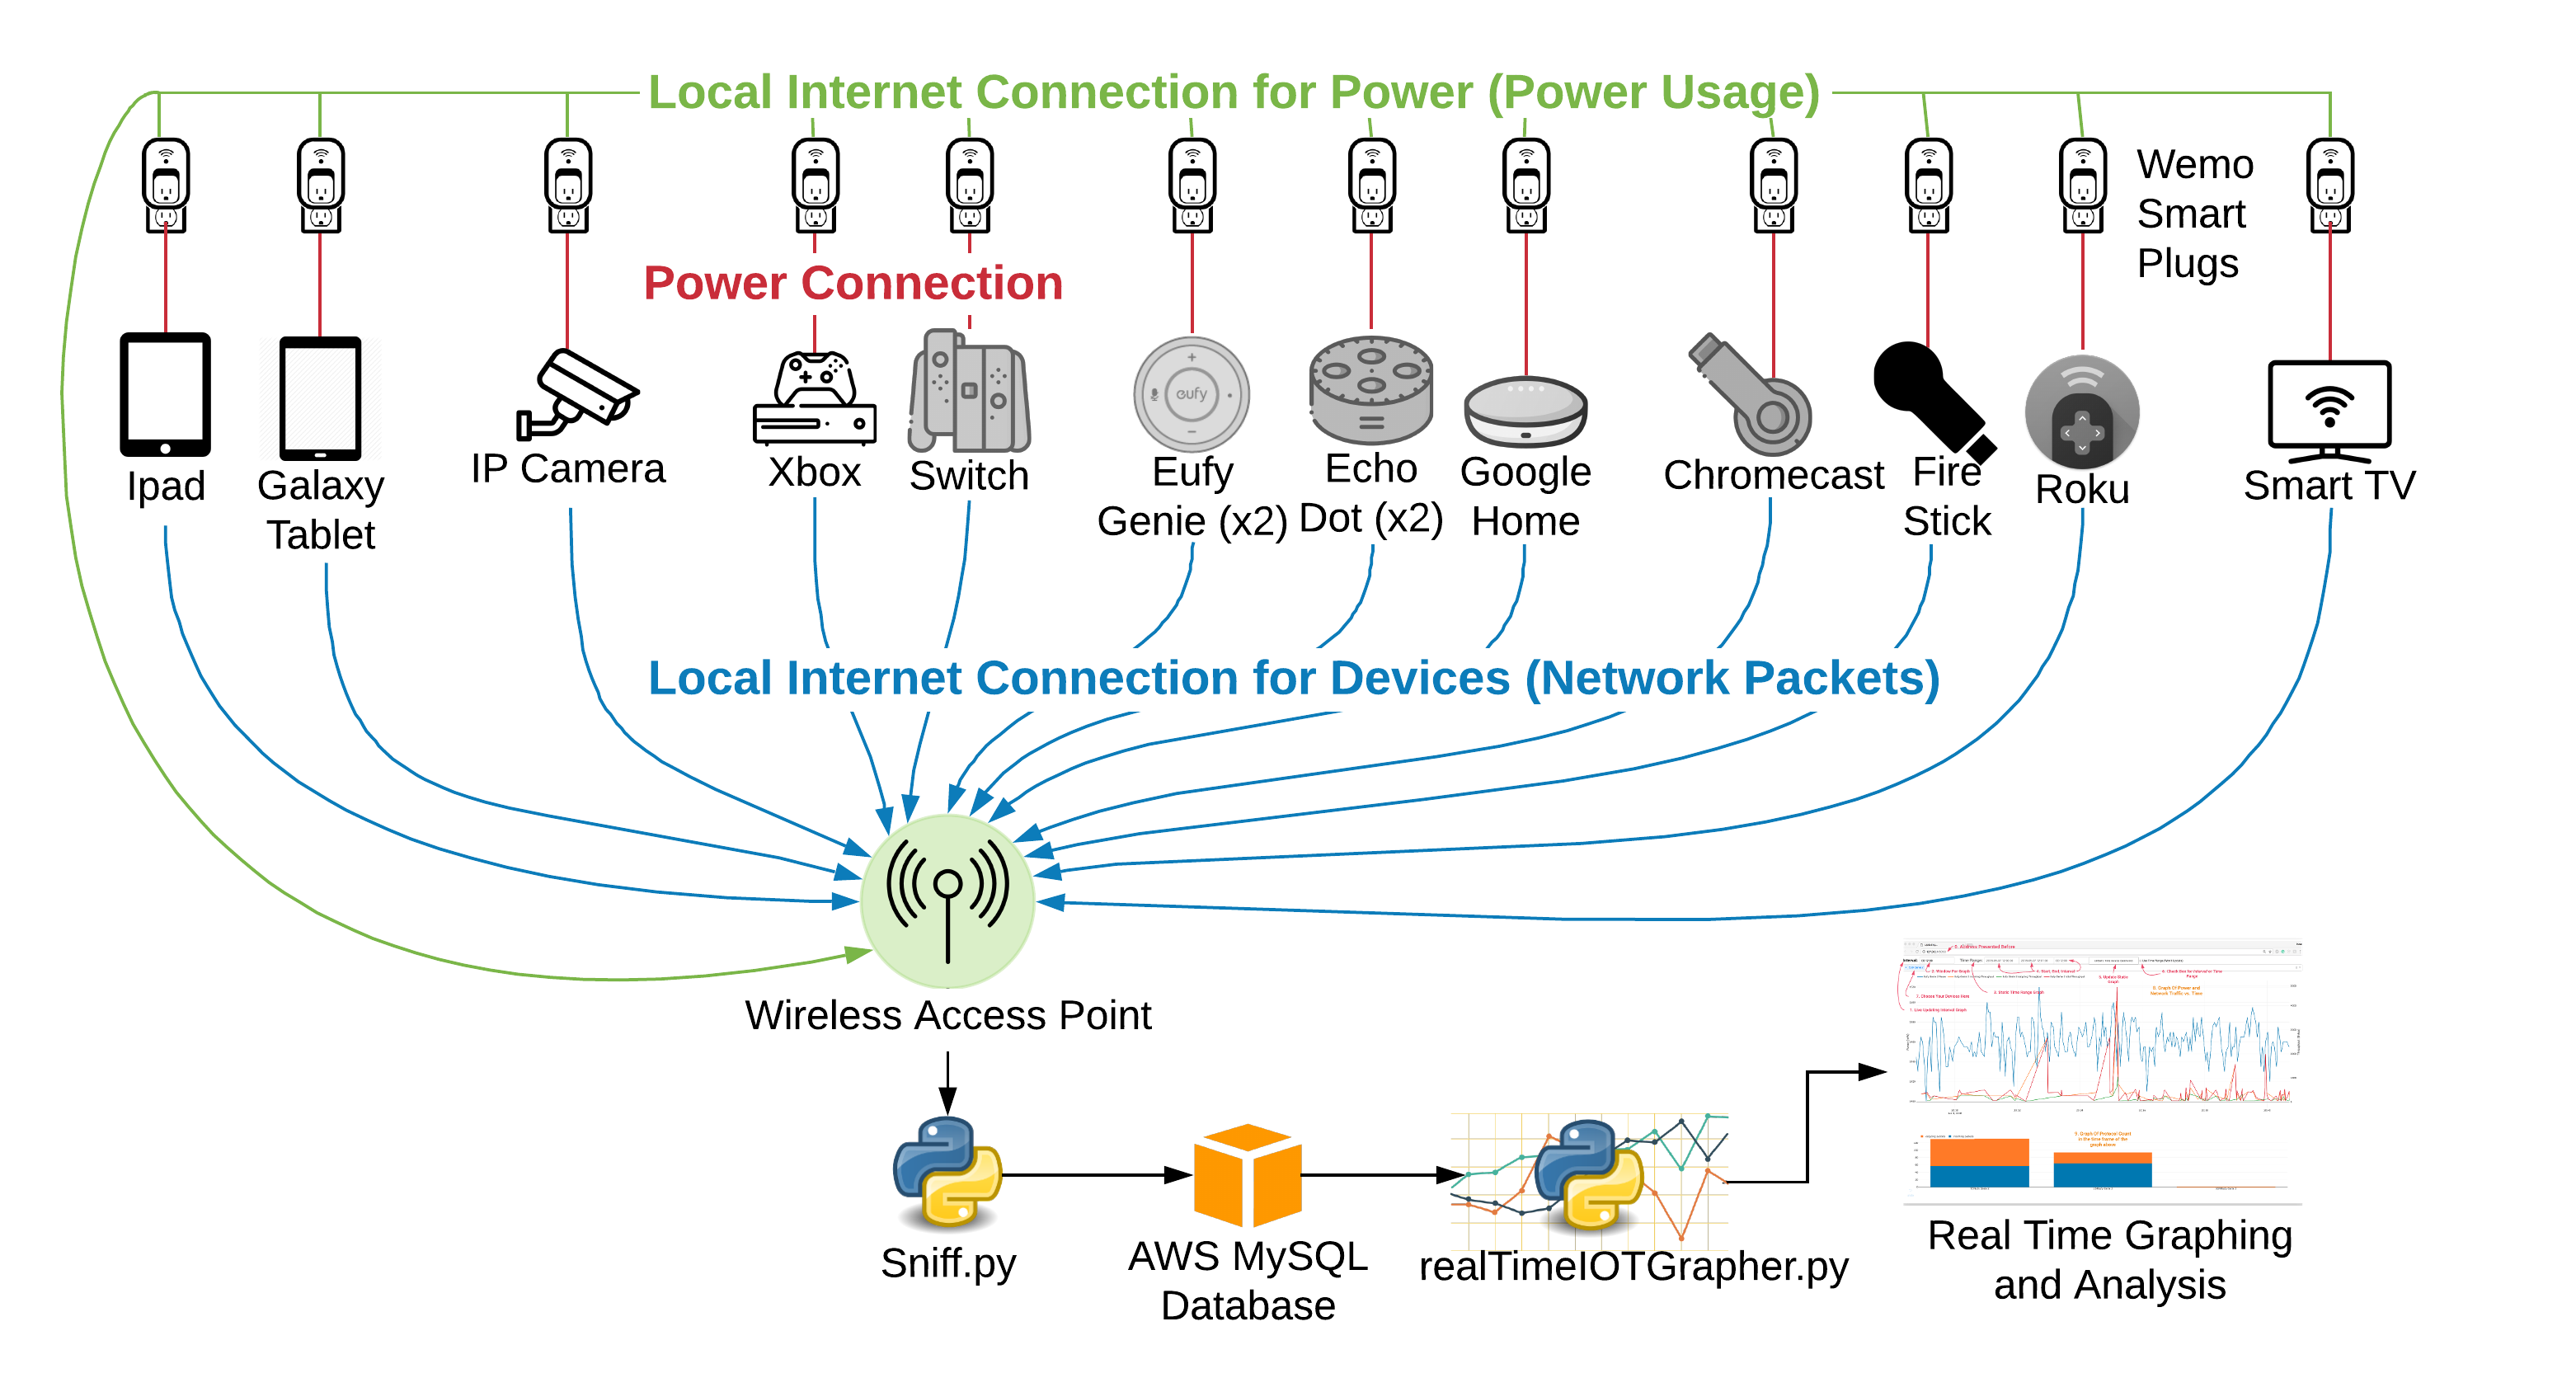 Local Internet Connection for Power (Power Usage)
Wemo
Smart
Plugs
Power Connection
eufy
Ipad
Galaxy
Tablet
IP Camera
Xbox
Switch
Eufy
Genie (x2)
Echo
Dot (x2)
Google
Home
Chromecast
Fire
Stick
Roku
Smart TV
Local Internet Connection for Devices (Network Packets)
Wireless Access Point
Sniff.py
AWS MySQL
Database
realTimeIOTGrapher.py
Real Time Graphing
and Analysis